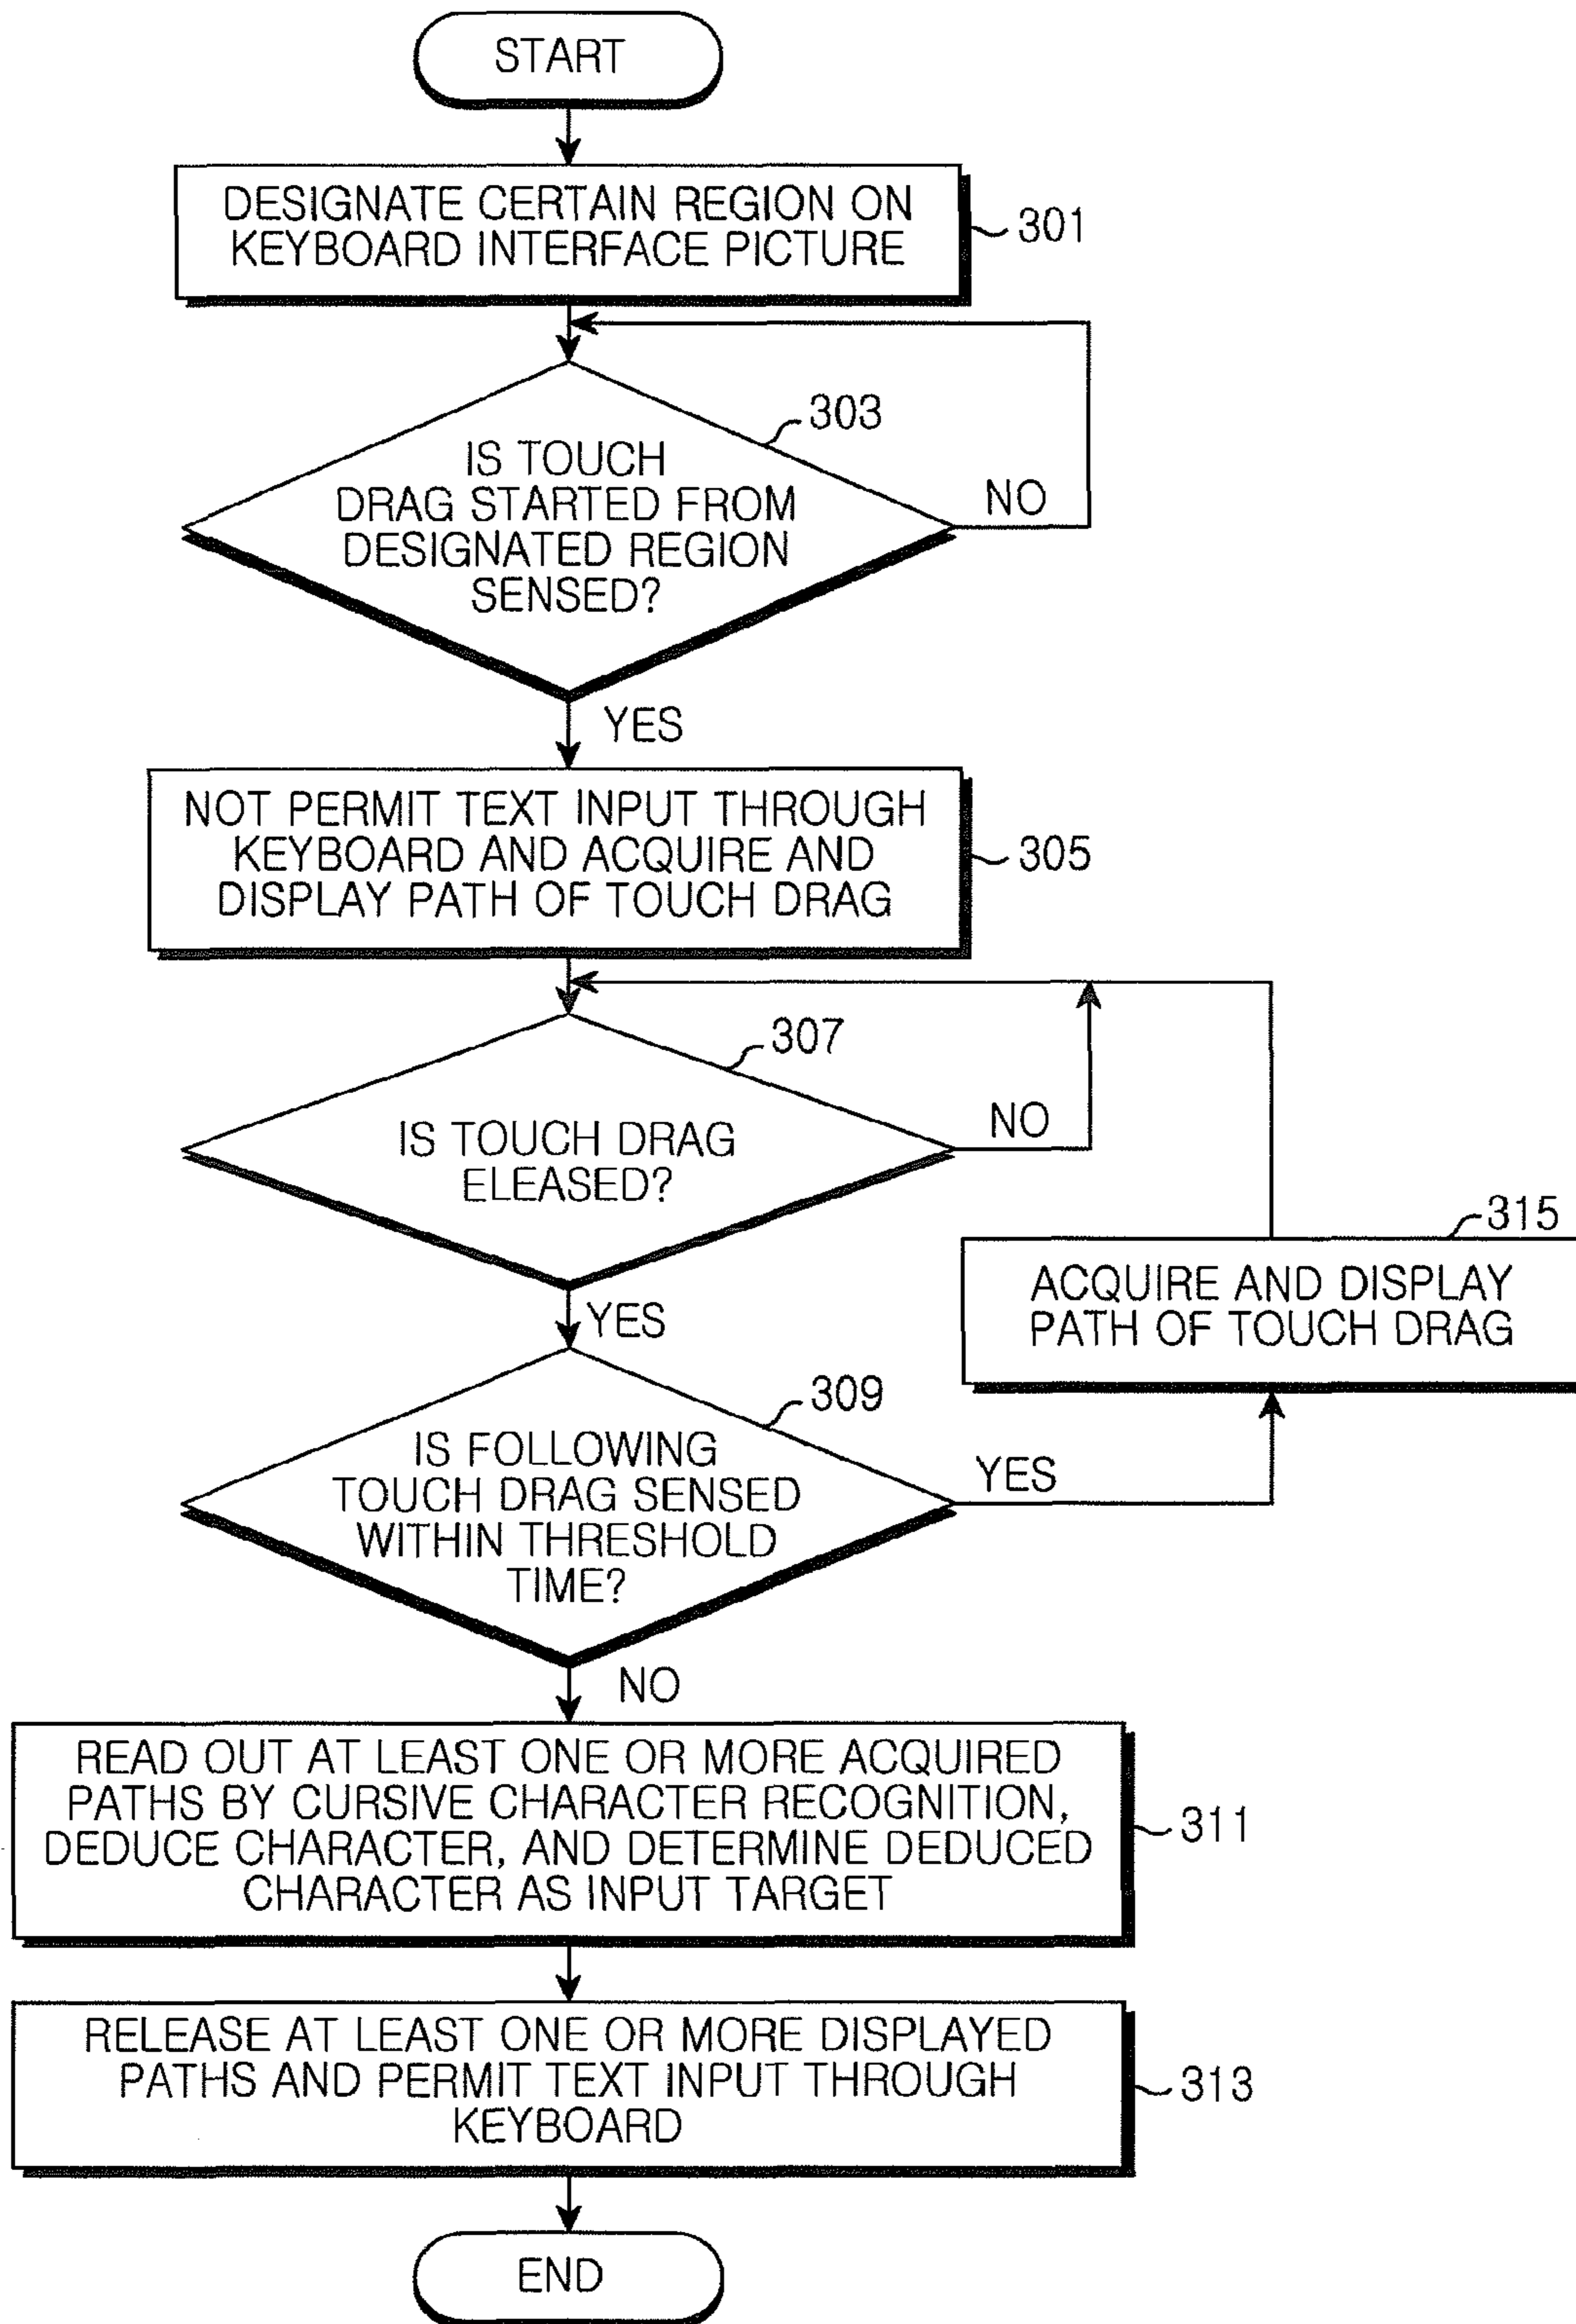 START
DESIGNATE CERTAIN REGION ON
KEYBOARD INTERFACE PICTURE
301
303
IS TOUCH
DRAG STARTED FROM
DESIGNATED REGION
SENSED?
NO
YES
NOT PERMIT TEXT INPUT THROUGH
KEYBOARD AND ACQUIRE AND
DISPLAY PATH OF TOUCH DRAG
305
307
IS TOUCH DRAG
ELEASED?
NO
YES
315
ACQUIRE AND DISPLAY
PATH OF TOUCH DRAG
309
IS FOLLOWING
TOUCH DRAG SENSED
WITHIN THRESHOLD
TIME?
YES
NO
READ OUT AT LEAST ONE OR MORE ACQUIRED
PATHS BY CURSIVE CHARACTER RECOGNITION,
DEDUCE CHARACTER, AND DETERMINE DEDUCED
CHARACTER AS INPUT TARGET
311
RELEASE AT LEAST ONE OR MORE DISPLAYED
PATHS AND PERMIT TEXT INPUT THROUGH
KEYBOARD
313
END